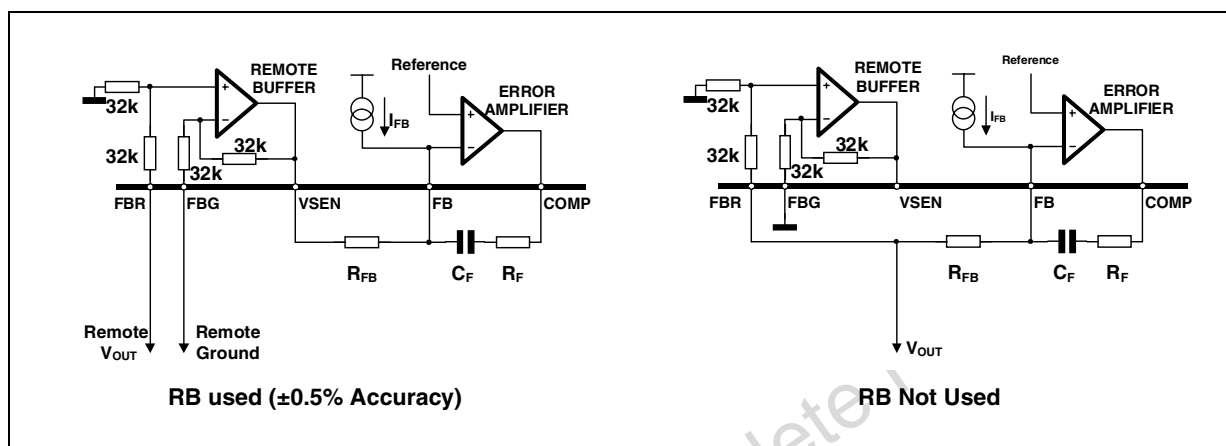 REMOTE
BUFFER
32k
32k
32k
32k
Reference
ERROR
AMPLIFIER
IFB
FBR
FBG
VSEN
FB
COMP
RFB
CF
RF
Remote
VOUT
Remote
Ground
RB used (±0.5% Accuracy)
REMOTE
BUFFER
32k
32k
32k
32k
Reference
ERROR
AMPLIFIER
IFB
FBR
FBG
VSEN
FB
COMP
RFB
CF
RF
VOUT
RB Not Used